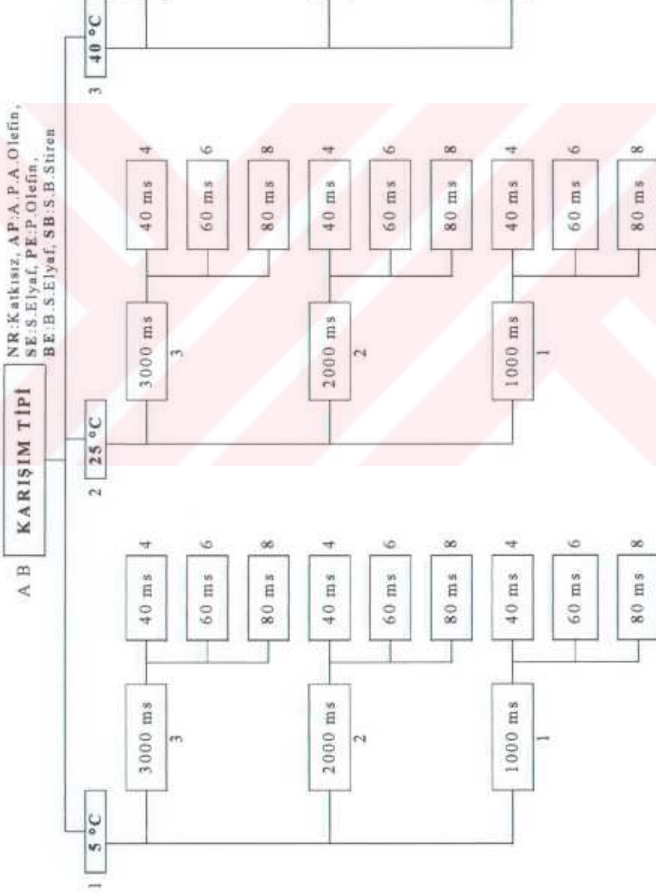 NR:Katkısız, AP:A.P.A.Olefin,
SE:S.Elyaf, PE:P.Olefin,
BE:B.S.Elyaf, SB:S.B.Stiren
A B KARIŞIM TİPİ
1 5 °C
2 25 °C
3 40 °C
3000 ms
3
40 ms 4
60 ms 6
80 ms 8
2000 ms
2
40 ms 4
60 ms 6
80 ms 8
1000 ms
1
40 ms 4
60 ms 6
80 ms 8
3000 ms
3
40 ms 4
60 ms 6
80 ms 8
2000 ms
2
40 ms 4
60 ms 6
80 ms 8
1000 ms
1
40 ms 4
60 ms 6
80 ms 8